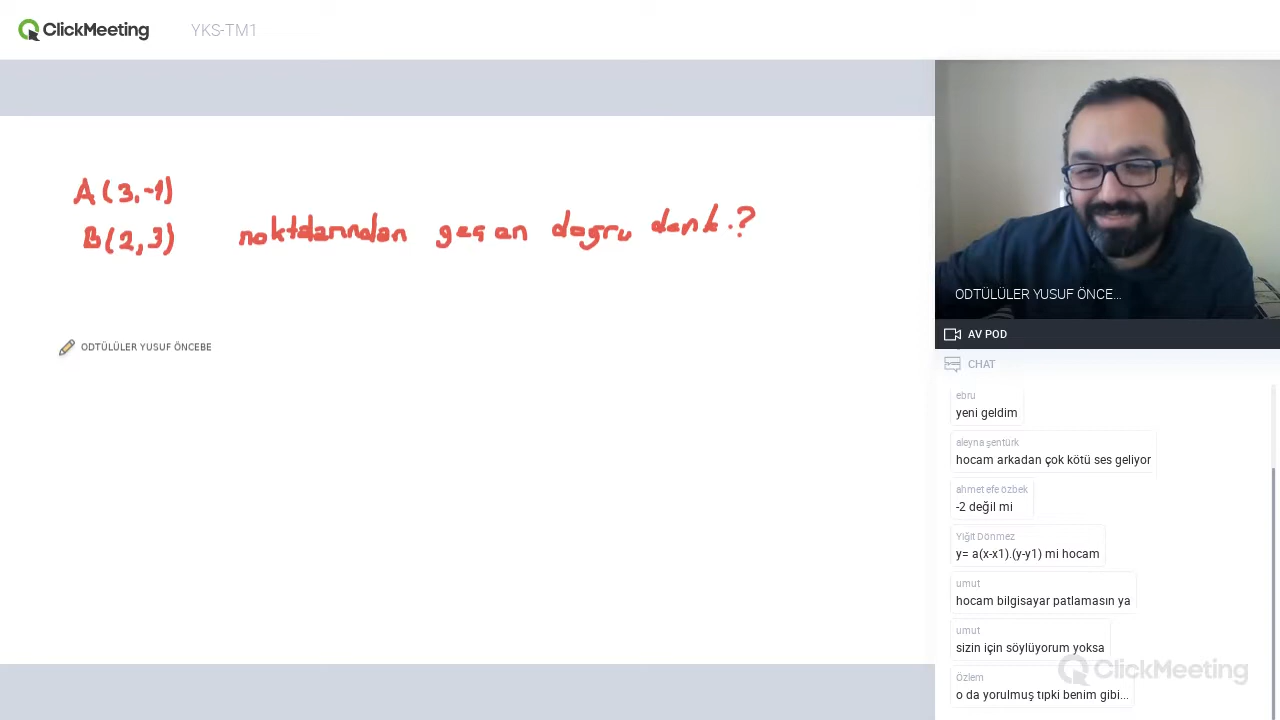 ClickMeeting
YKS-TM1
A(3,-1)
B(2,3)
noktalarından geçen doğru denk.?
ODTÜLÜLER YUSUF ÖNCEBE
ODTÜLÜLER YUSUF ÖNCE...
AV POD
CHAT
ebru
yeni geldim
aleyna şentürk
hocam arkadan çok kötü ses geliyor
ahmet efe özbek
-2 değil mi
Yiğit Dönmez
y= a(x-x1).(y-y1) mi hocam
umut
hocam bilgisayar patlamasın ya
umut
sizin için söylüyorum yoksa
Özlem
o da yorulmuş tıpki benim gibi...
ClickMeeting